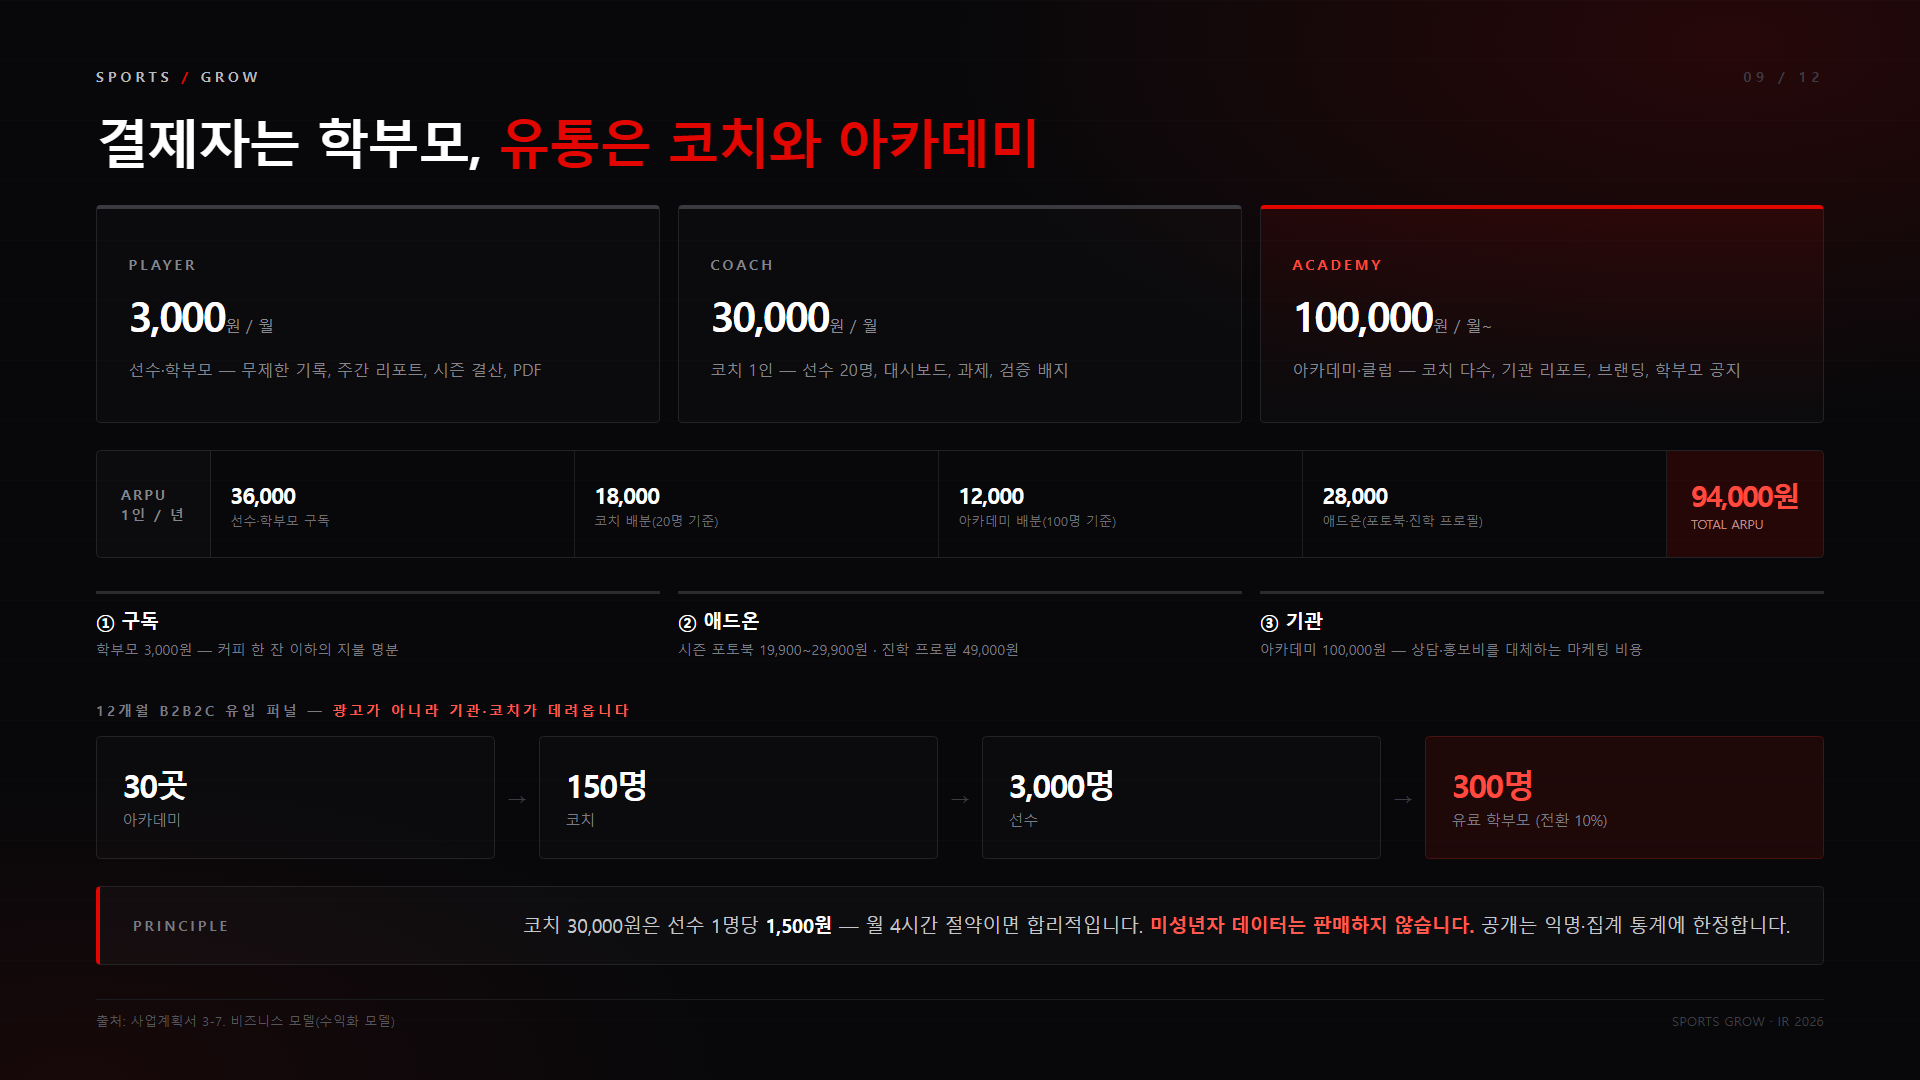 SPORTS / GROW
09 / 12
결제자는 학부모, 유통은 코치와 아카데미
PLAYER
3,000원 / 월
선수·학부모 — 무제한 기록, 주간 리포트, 시즌 결산, PDF
COACH
30,000원 / 월
코치 1인 — 선수 20명, 대시보드, 과제, 검증 배지
ACADEMY
100,000원 / 월~
아카데미·클럽 — 코치 다수, 기관 리포트, 브랜딩, 학부모 공지
ARPU
1인 / 년
36,000
선수·학부모 구독
18,000
코치 배분(20명 기준)
12,000
아카데미 배분(100명 기준)
28,000
애드온(포토북·진학 프로필)
94,000원
TOTAL ARPU
① 구독
학부모 3,000원 — 커피 한 잔 이하의 지불 명분
② 애드온
시즌 포토북 19,900~29,900원 · 진학 프로필 49,000원
③ 기관
아카데미 100,000원 — 상담·홍보비를 대체하는 마케팅 비용
12개월 B2B2C 유입 퍼널 — 광고가 아니라 기관·코치가 데려옵니다
30곳
아카데미
→
150명
코치
→
3,000명
선수
→
300명
유료 학부모 (전환 10%)
PRINCIPLE
코치 30,000원은 선수 1명당 1,500원 — 월 4시간 절약이면 합리적입니다. 미성년자 데이터는 판매하지 않습니다. 공개는 익명·집계 통계에 한정합니다.
출처: 사업계획서 3-7. 비즈니스 모델(수익화 모델)
SPORTS GROW · IR 2026